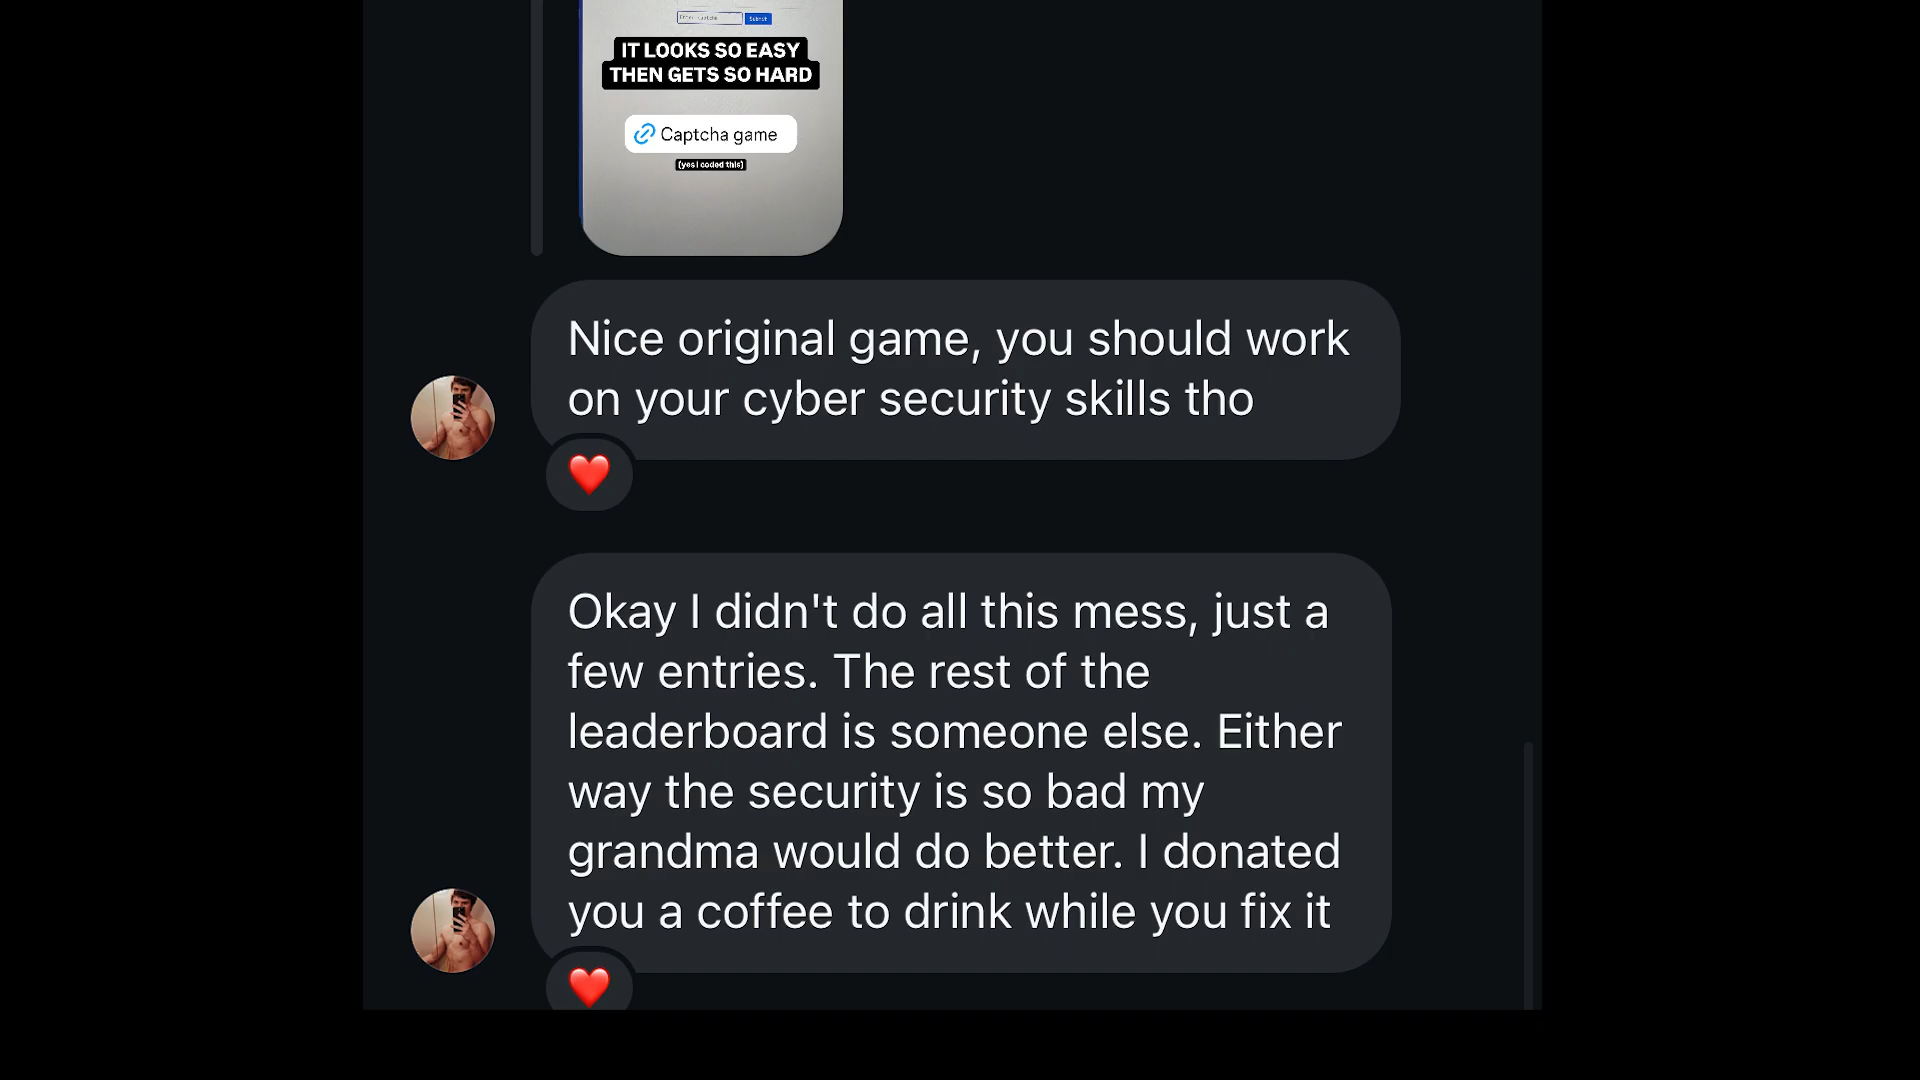 Enter captcha
Submit
IT LOOKS SO EASY
THEN GETS SO HARD
Captcha game
(yes I coded this)
Nice original game, you should work
on your cyber security skills tho
Okay I didn't do all this mess, just a
few entries. The rest of the
leaderboard is someone else. Either
way the security is so bad my
grandma would do better. I donated
you a coffee to drink while you fix it